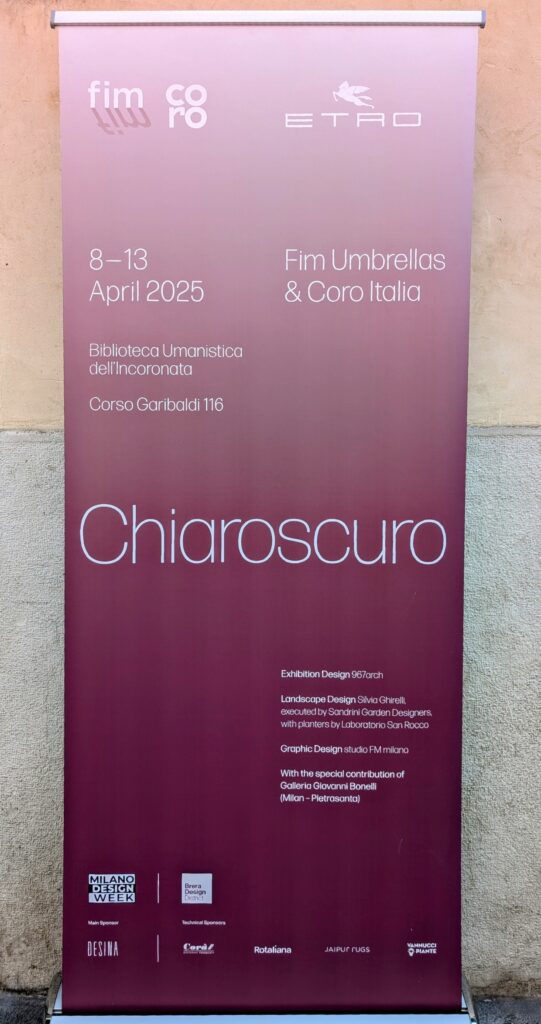 fim
fim
co
ro
ETRO
8–13
April 2025
Fim Umbrellas
& Coro Italia
Biblioteca Umanistica
dell'Incoronata
Corso Garibaldi 116
Chiaroscuro
Exhibition Design 967arch
Landscape Design Silvia Ghirelli,
executed by Sandrini Garden Designers,
with planters by Laboratorio San Rocco
Graphic Design studio FM milano
With the special contribution of
Galleria Giovanni Bonelli
(Milan – Pietrasanta)
MILANO
DESIGN
WEEK
Brera
Design
District
Main Sponsor
Technical Sponsors
DESINA
Corà
Rotaliana
JAIPUR RUGS
VANNUCCI
PIANTE